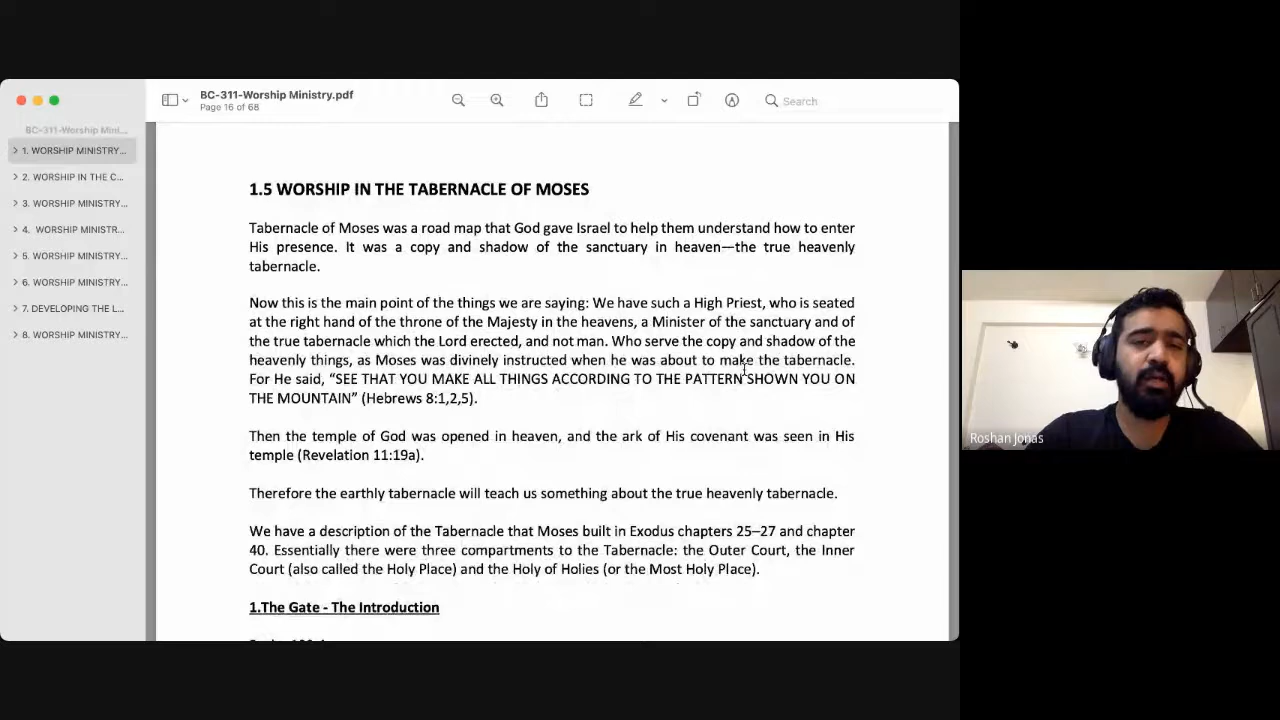 BC-311-Worship Ministry.pdf
Page 16 of 68
Search
BC-311-Worship Mini...
1. WORSHIP MINISTRY...
2. WORSHIP IN THE C...
3. WORSHIP MINISTRY...
4. WORSHIP MINISTR...
5. WORSHIP MINISTRY...
6. WORSHIP MINISTRY...
7. DEVELOPING THE L...
8. WORSHIP MINISTRY...
1.5 WORSHIP IN THE TABERNACLE OF MOSES
Tabernacle of Moses was a road map that God gave Israel to help them understand how to enter
His presence. It was a copy and shadow of the sanctuary in heaven—the true heavenly
tabernacle.
Now this is the main point of the things we are saying: We have such a High Priest, who is seated
at the right hand of the throne of the Majesty in the heavens, a Minister of the sanctuary and of
the true tabernacle which the Lord erected, and not man. Who serve the copy and shadow of the
heavenly things, as Moses was divinely instructed when he was about to make the tabernacle.
For He said, “SEE THAT YOU MAKE ALL THINGS ACCORDING TO THE PATTERN SHOWN YOU ON
THE MOUNTAIN” (Hebrews 8:1,2,5).
Then the temple of God was opened in heaven, and the ark of His covenant was seen in His
temple (Revelation 11:19a).
Therefore the earthly tabernacle will teach us something about the true heavenly tabernacle.
We have a description of the Tabernacle that Moses built in Exodus chapters 25–27 and chapter
40. Essentially there were three compartments to the Tabernacle: the Outer Court, the Inner
Court (also called the Holy Place) and the Holy of Holies (or the Most Holy Place).
1.The Gate - The Introduction
Roshan Jonas